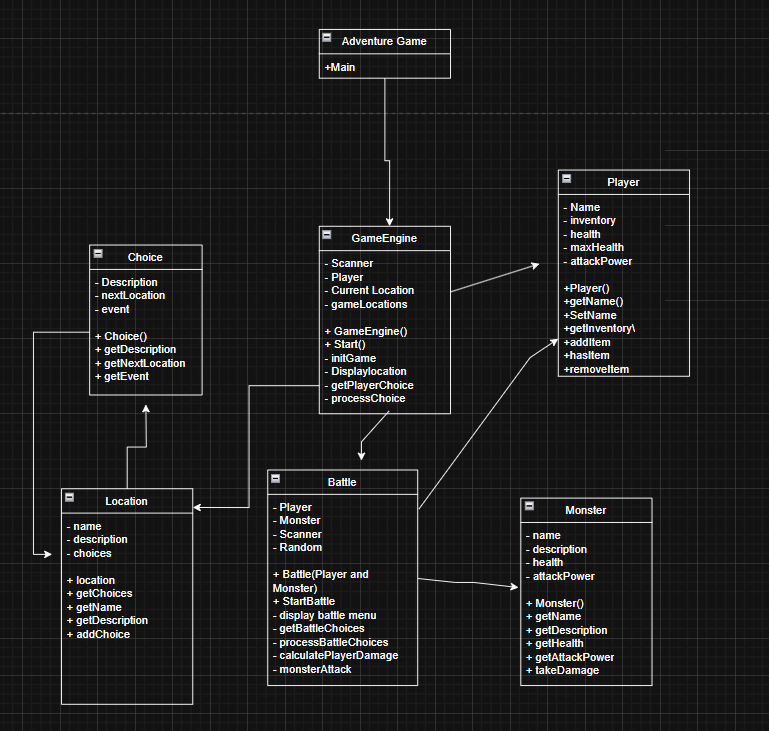 Adventure Game
+Main
Player
- Name
- inventory
- health
- maxHealth
- attackPower
+Player()
+getName()
+SetName
+getInventory\
+addItem
+hasItem
+removeItem
GameEngine
- Scanner
- Player
- Current Location
- gameLocations
+ GameEngine()
+ Start()
- initGame
- Displaylocation
- getPlayerChoice
- processChoice
Choice
- Description
- nextLocation
- event
+ Choice()
+ getDescription
+ getNextLocation
+ getEvent
Location
- name
- description
- choices
+ location
+ getChoices
+ getName
+ getDescription
+ addChoice
Battle
- Player
- Monster
- Scanner
- Random
+ Battle(Player and
Monster)
+ StartBattle
- display battle menu
- getBattleChoices
- processBattleChoices
- calculatePlayerDamage
- monsterAttack
Monster
- name
- description
- health
- attackPower
+ Monster()
+ getName
+ getDescription
+ getHealth
+ getAttackPower
+ takeDamage